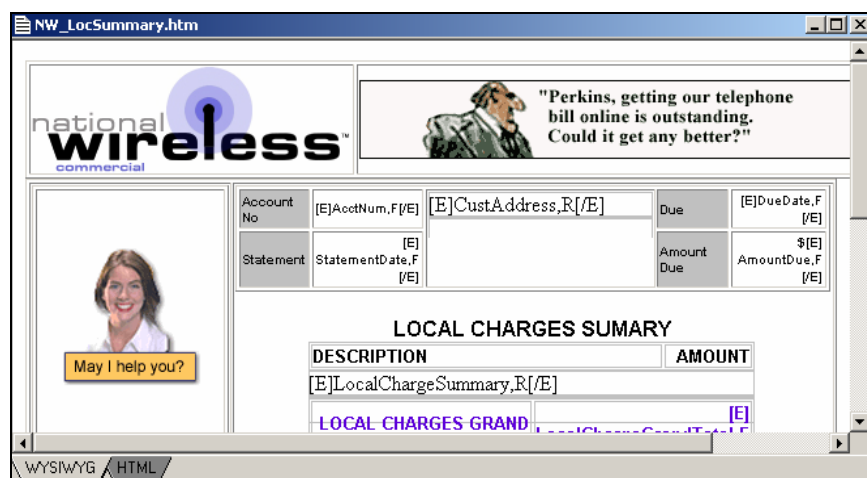 NW_LocSummary.htm
national
wireless™
commercial
"Perkins, getting our telephone
bill online is outstanding.
Could it get any better?"
Account
No
[E]AcctNum,F[/E]
[E]CustAddress,R[/E]
Due
[E]DueDate,F
[/E]
Statement
[E]
StatementDate,F
[/E]
Amount
Due
$[E]
AmountDue,F
[/E]
May I help you?
LOCAL CHARGES SUMARY
DESCRIPTION
AMOUNT
[E]LocalChargeSummary,R[/E]
LOCAL CHARGES GRAND
[E]
WYSIWYG
HTML